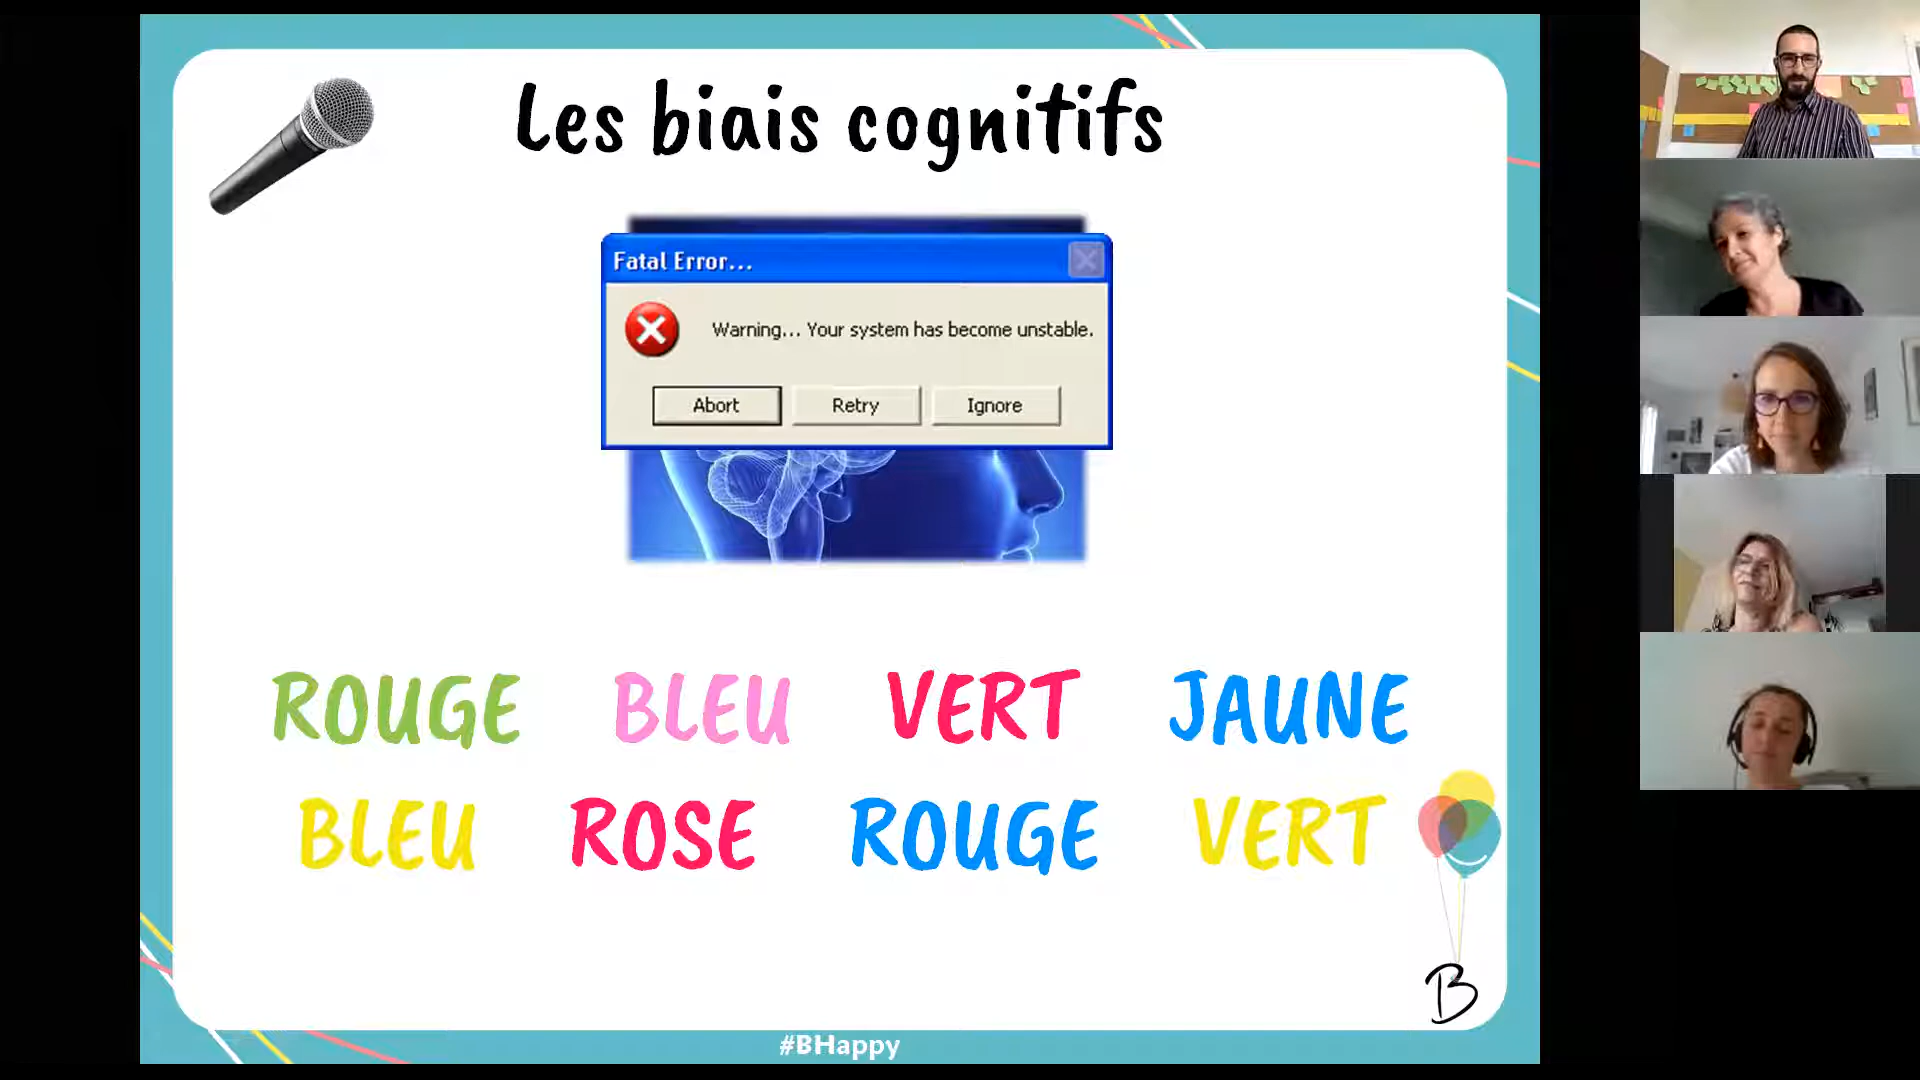 Les biais cognitifs
Fatal Error...
Warning... Your system has become unstable.
Abort Retry Ignore
ROUGE BLEU VERT JAUNE
BLEU ROSE ROUGE VERT
B
#BHappy